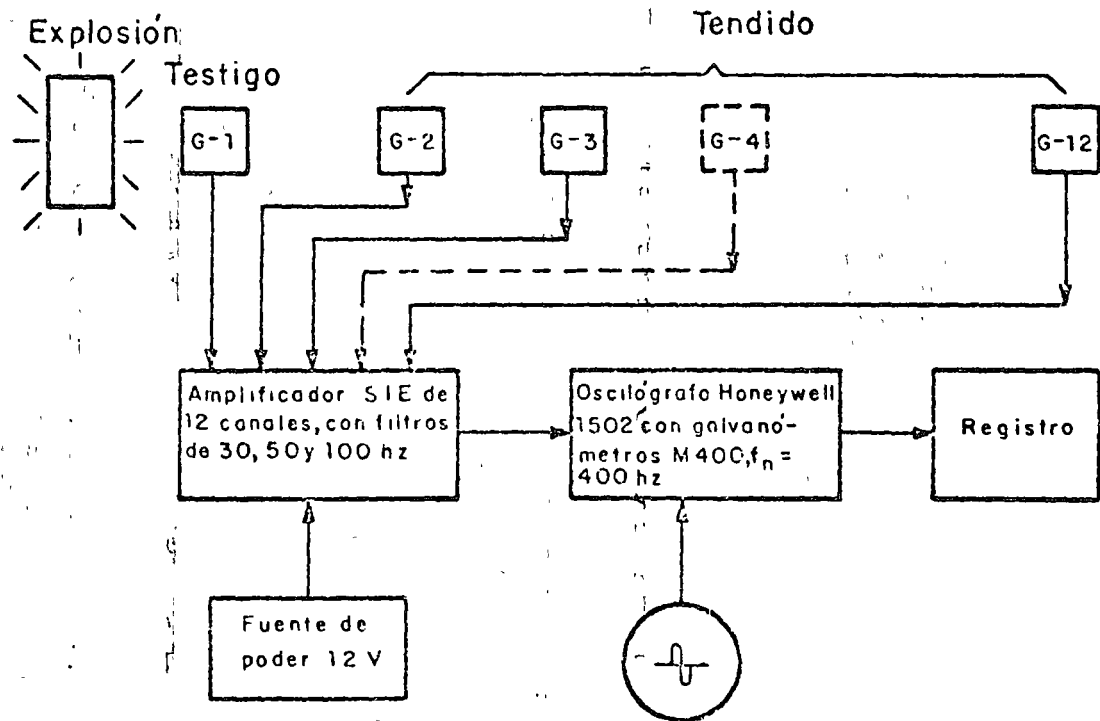 Explosión
Tendido
Testigo
G-1
G-2
G-3
G-4
G-12
Amplificador SIE de
12 canales, con filtros
de 30, 50 y 100 hz
Oscilógrafo Honeywell
1502 con galvanó-
metros M400, fn =
400 hz
Registro
Fuente de
poder 12 V